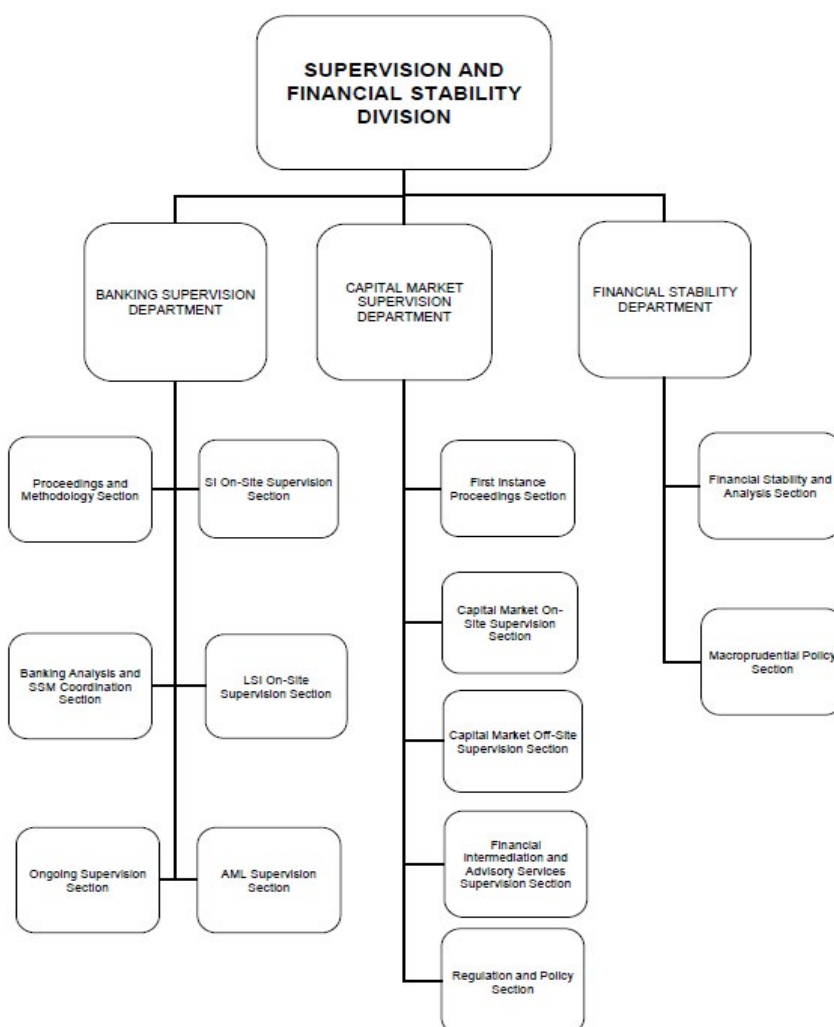 SUPERVISION AND
FINANCIAL STABILITY
DIVISION
BANKING SUPERVISION
DEPARTMENT
CAPITAL MARKET
SUPERVISION
DEPARTMENT
FINANCIAL STABILITY
DEPARTMENT
Proceedings and
Methodology Section
SI On-Site Supervision
Section
First Instance
Proceedings Section
Financial Stability and
Analysis Section
Banking Analysis and
SSM Coordination
Section
LSI On-Site
Supervision Section
Capital Market On-
Site Supervision
Section
Macroprudential Policy
Section
Capital Market Off-Site
Supervision Section
Ongoing Supervision
Section
AML Supervision
Section
Financial
Intermediation and
Advisory Services
Supervision Section
Regulation and Policy
Section